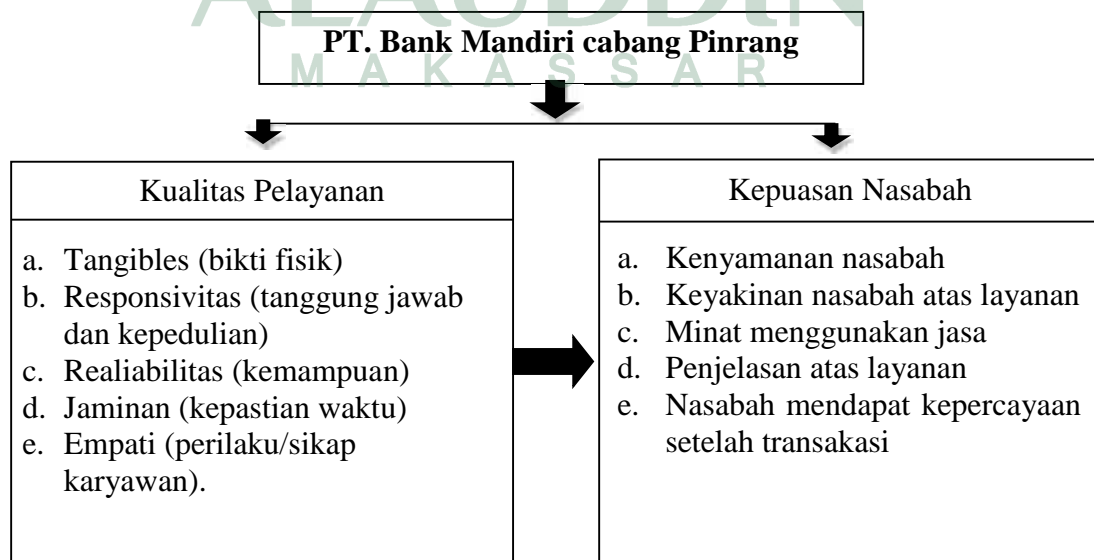 ALAUDDIN
PT. Bank Mandiri cabang Pinrang
MAKASSAR
Kualitas Pelayanan
a. Tangibles (bikti fisik)
b. Responsivitas (tanggung jawab
dan kepedulian)
c. Realiabilitas (kemampuan)
d. Jaminan (kepastian waktu)
e. Empati (perilaku/sikap
karyawan).
Kepuasan Nasabah
a. Kenyamanan nasabah
b. Keyakinan nasabah atas layanan
c. Minat menggunakan jasa
d. Penjelasan atas layanan
e. Nasabah mendapat kepercayaan
setelah transakasi